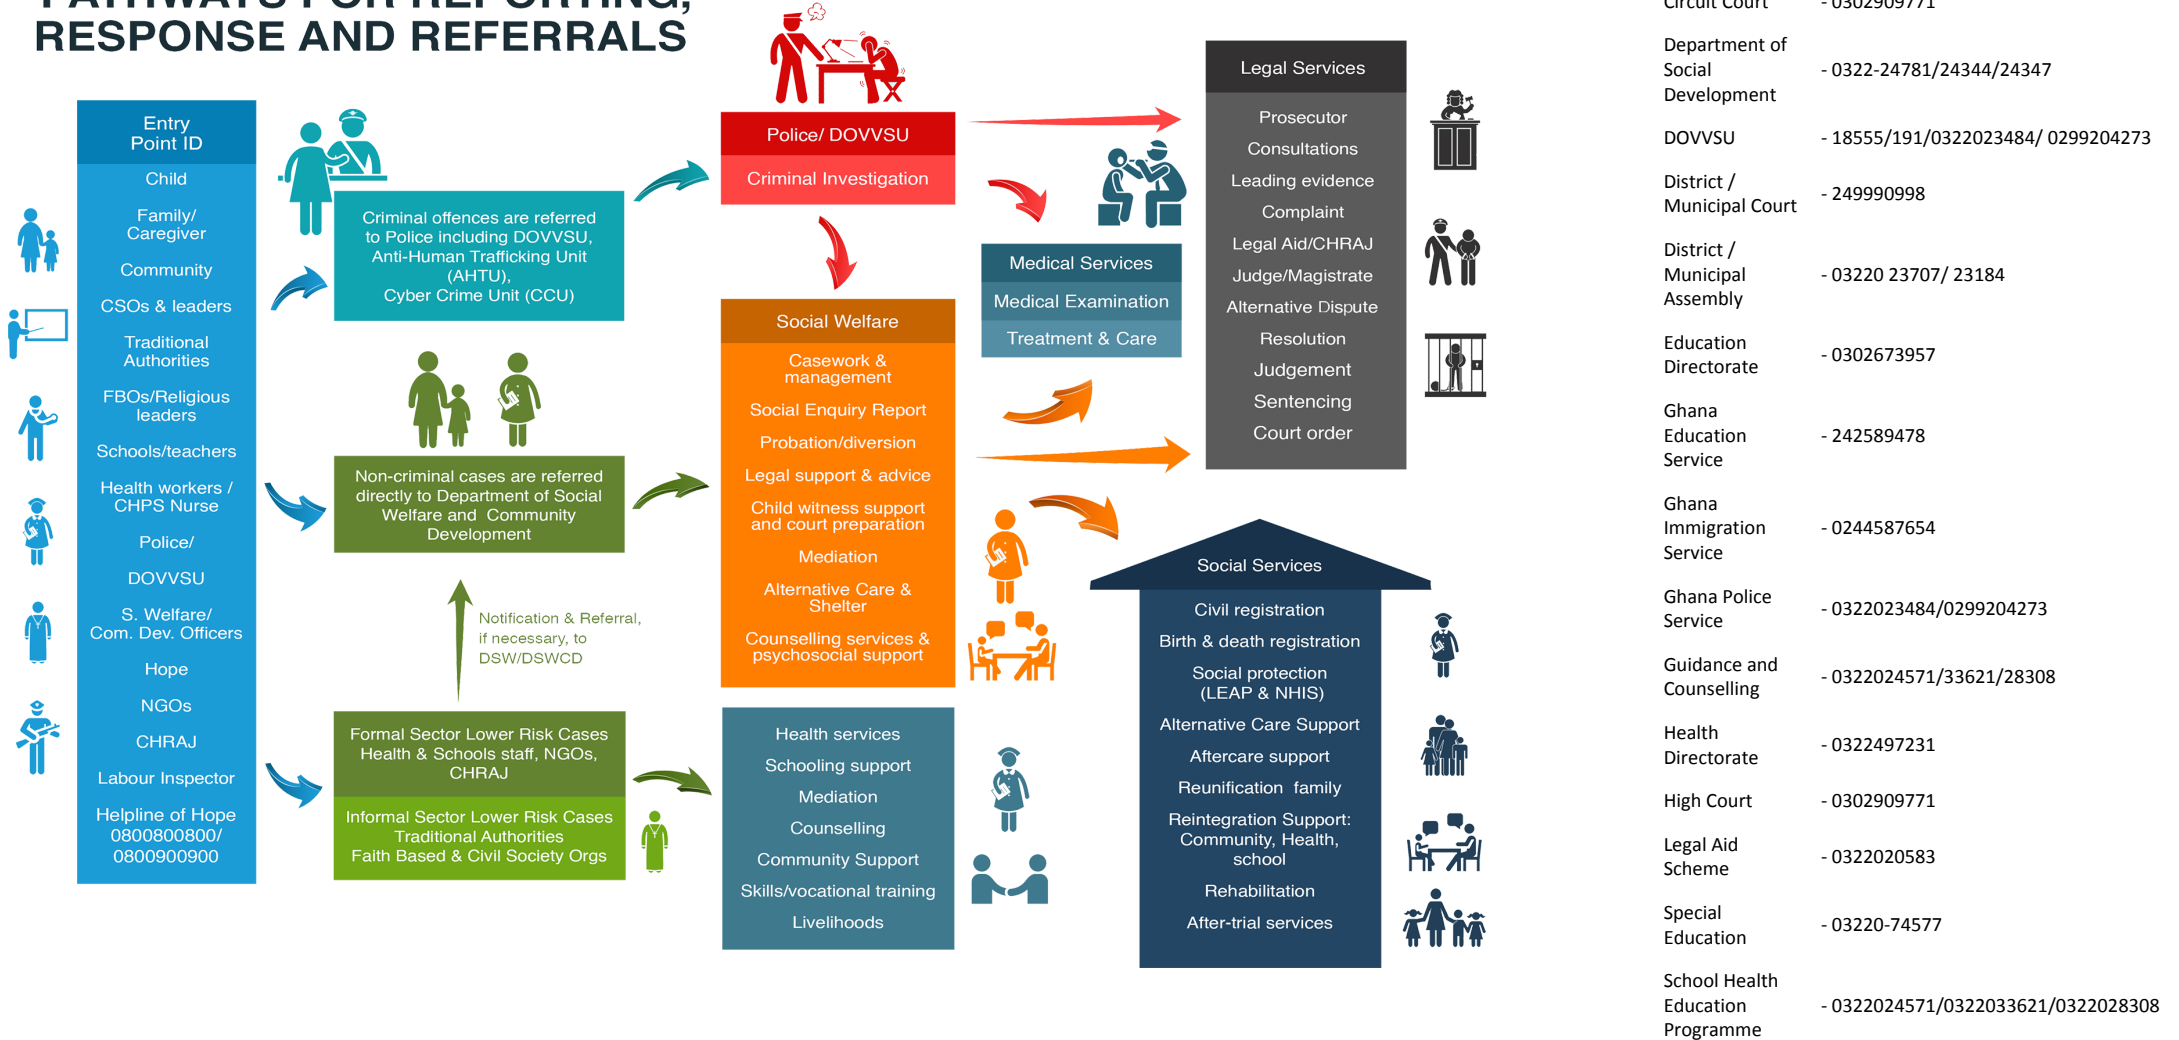 PATHWAYS FOR REPORTING,
RESPONSE AND REFERRALS
Entry
Point ID
Child
Family/
Caregiver
Community
CSOs & leaders
Traditional
Authorities
FBOs/Religious
leaders
Schools/teachers
Health workers /
CHPS Nurse
Police/
DOVVSU
S. Welfare/
Com. Dev. Officers
Hope
NGOs
CHRAJ
Labour Inspector
Helpline of Hope
0800800800/
0800900900
Criminal offences are referred
to Police including DOVVSU,
Anti-Human Trafficking Unit
(AHTU),
Cyber Crime Unit (CCU)
Non-criminal cases are referred
directly to Department of Social
Welfare and Community
Development
Notification & Referral,
if necessary, to
DSW/DSWCD
Formal Sector Lower Risk Cases
Health & Schools staff, NGOs,
CHRAJ
Informal Sector Lower Risk Cases
Traditional Authorities
Faith Based & Civil Society Orgs
Police/ DOVVSU
Criminal Investigation
Social Welfare
Casework &
management
Social Enquiry Report
Probation/diversion
Legal support & advice
Child witness support
and court preparation
Mediation
Alternative Care &
Shelter
Counselling services &
psychosocial support
Health services
Schooling support
Mediation
Counselling
Community Support
Skills/vocational training
Livelihoods
Medical Services
Medical Examination
Treatment & Care
Legal Services
Prosecutor
Consultations
Leading evidence
Complaint
Legal Aid/CHRAJ
Judge/Magistrate
Alternative Dispute
Resolution
Judgement
Sentencing
Court order
Social Services
Civil registration
Birth & death registration
Social protection
(LEAP & NHIS)
Alternative Care Support
Aftercare support
Reunification family
Reintegration Support:
Community, Health,
school
Rehabilitation
After-trial services
Circuit Court - 0302909771
Department of
Social - 0322-24781/24344/24347
Development
DOVVSU - 18555/191/0322023484/ 0299204273
District /
Municipal Court - 249990998
District /
Municipal - 03220 23707/ 23184
Assembly
Education
Directorate - 0302673957
Ghana
Education - 242589478
Service
Ghana
Immigration - 0244587654
Service
Ghana Police
Service - 0322023484/0299204273
Guidance and
Counselling - 0322024571/33621/28308
Health
Directorate - 0322497231
High Court - 0302909771
Legal Aid
Scheme - 0322020583
Special
Education - 03220-74577
School Health
Education - 0322024571/0322033621/0322028308
Programme